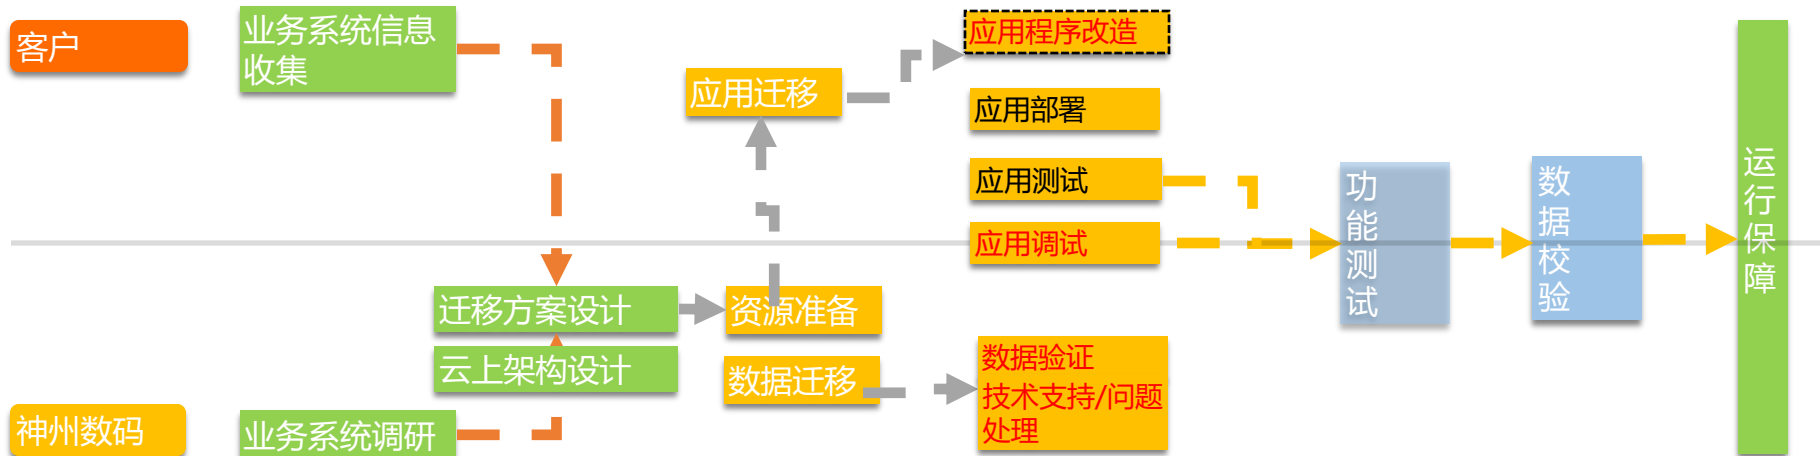 客户
业务系统信息
收集
应用程序改造
应用迁移
应用部署
应用测试
应用调试
功
能
测
试
数
据
校
验
运
行
保
障
迁移方案设计
资源准备
云上架构设计
数据迁移
数据验证
技术支持/问题
处理
神州数码
业务系统调研